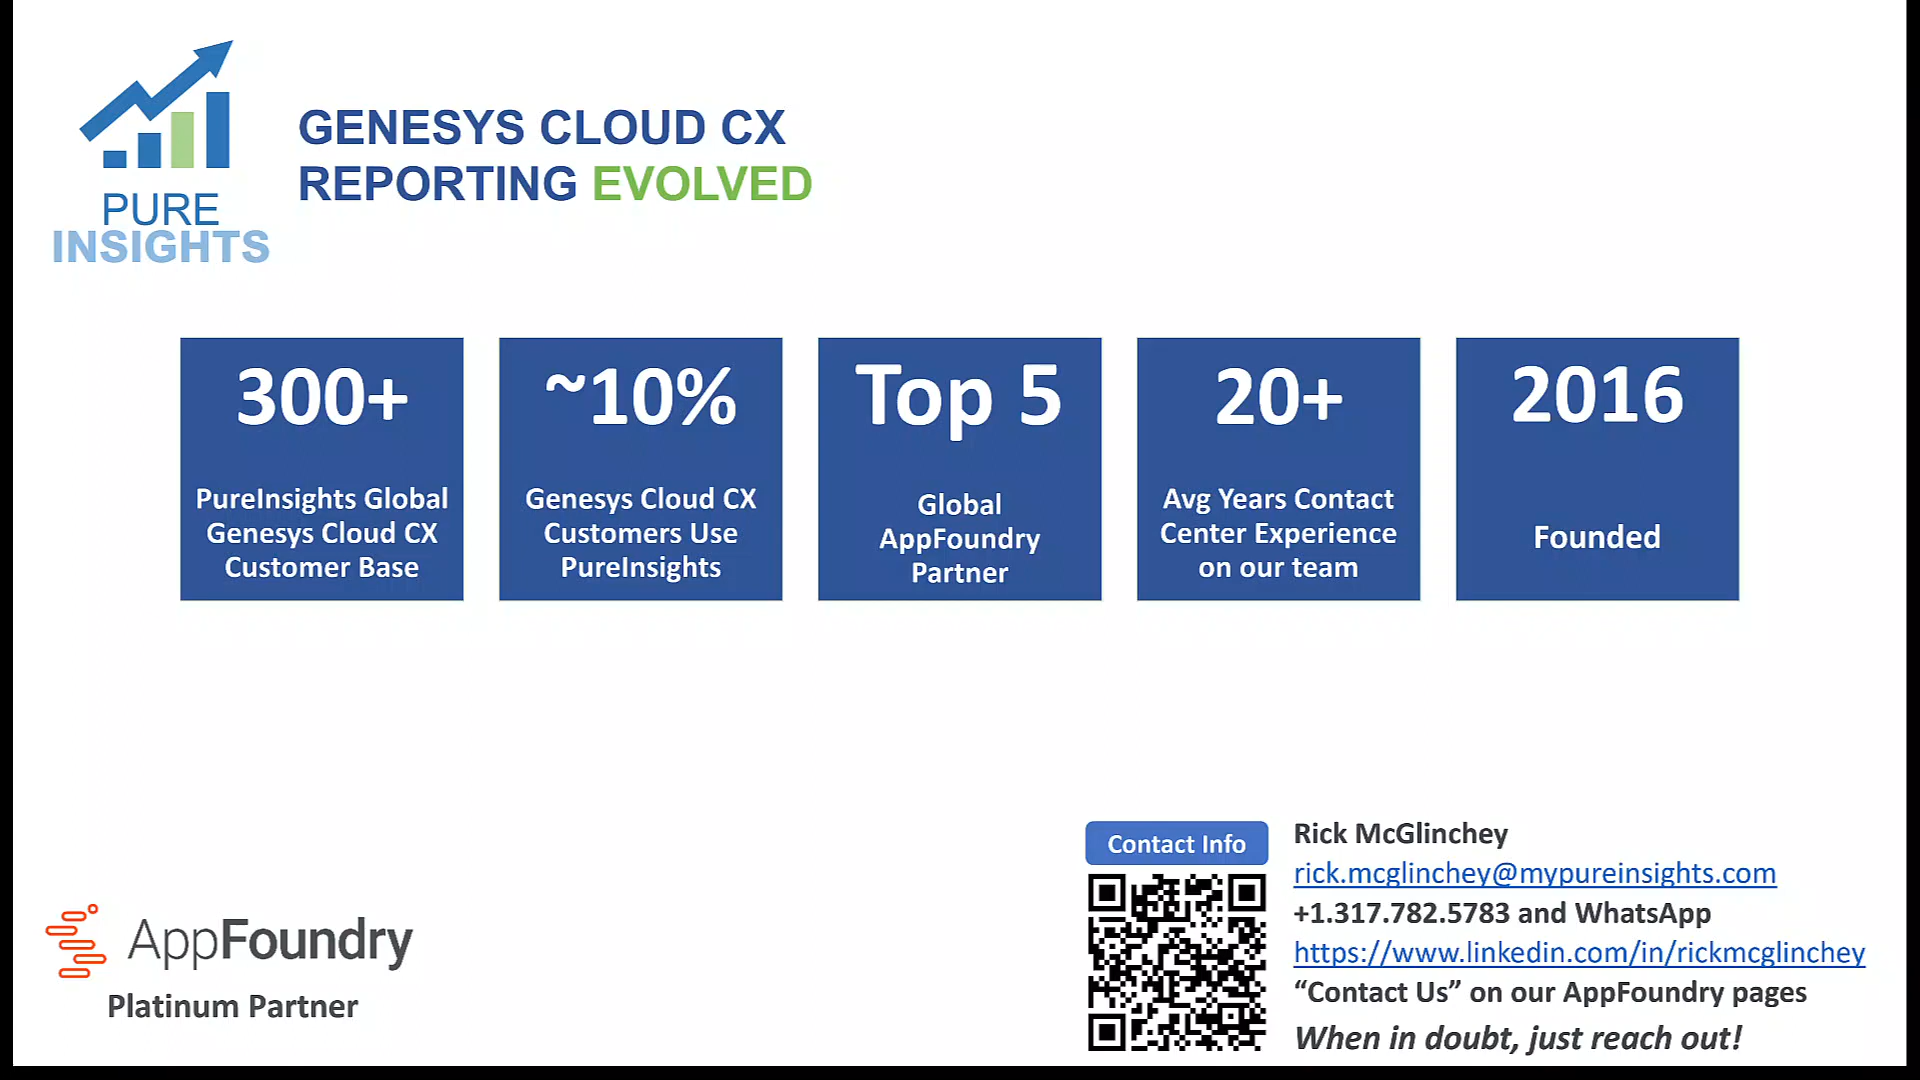 PURE
INSIGHTS
GENESYS CLOUD CX
REPORTING EVOLVED
300+
PureInsights Global
Genesys Cloud CX
Customer Base
~10%
Genesys Cloud CX
Customers Use
PureInsights
Top 5
Global
AppFoundry
Partner
20+
Avg Years Contact
Center Experience
on our team
2016
Founded
AppFoundry
Platinum Partner
Contact Info
Rick McGlinchey
rick.mcglinchey@mypureinsights.com
+1.317.782.5783 and WhatsApp
https://www.linkedin.com/in/rickmcglinchey
“Contact Us” on our AppFoundry pages
When in doubt, just reach out!